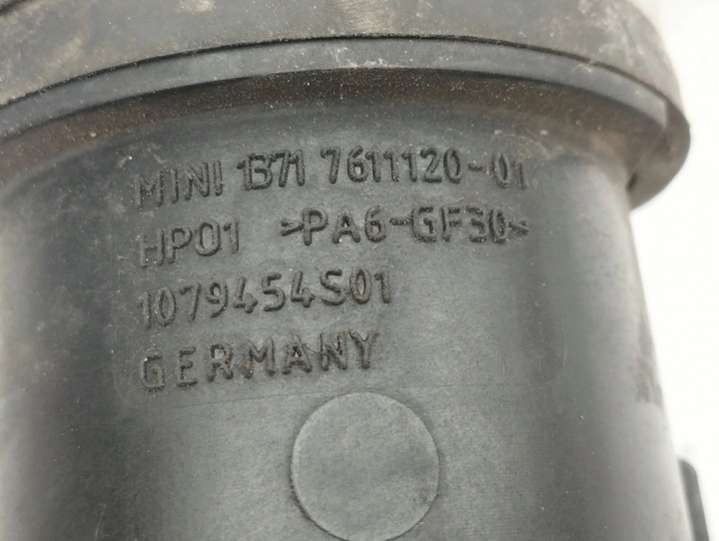 MINI 1371 7611120-01
HP01 >PA6-GF30<
1079454S01
GERMANY